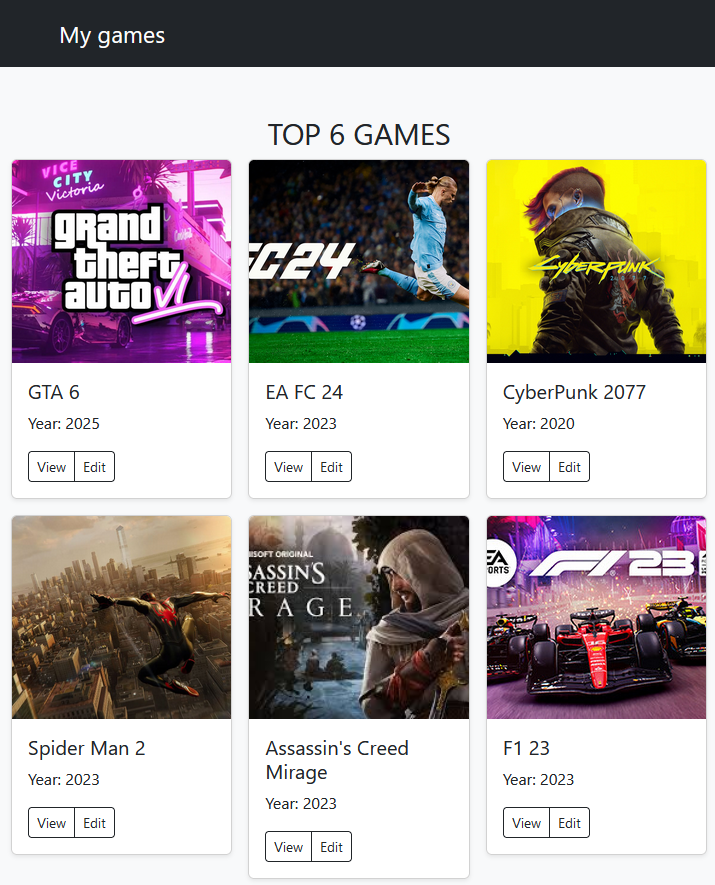 My games
TOP 6 GAMES
VICE
CITY
Victoria
grand
theft
auto VI
GTA 6
Year: 2025
View Edit
FC24
EA FC 24
Year: 2023
View Edit
Cyberpunk
CyberPunk 2077
Year: 2020
View Edit
Spider Man 2
Year: 2023
View Edit
ISOFT ORIGINAL
ASSASSIN'S
CREED
RAGE
Assassin's Creed
Mirage
Year: 2023
View Edit
EA
ORTS
F1 23
F1 23
Year: 2023
View Edit